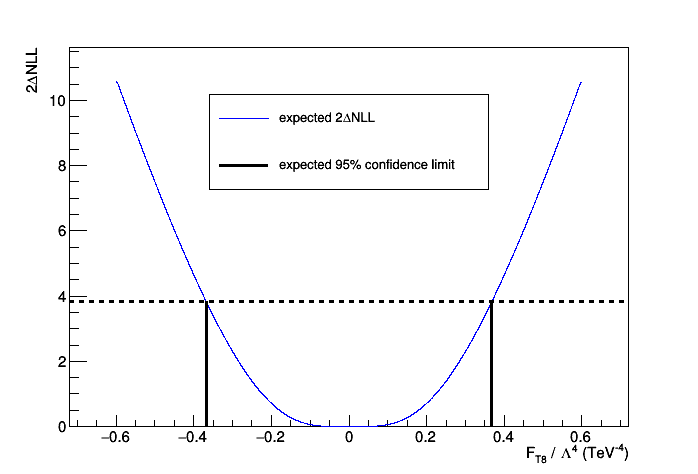 2ΔNLL
10
8
6
4
2
0
expected 2ΔNLL
expected 95% confidence limit
−0.6 −0.4 −0.2 0 0.2 0.4 0.6
F_T8 / Λ^4 (TeV^-4)